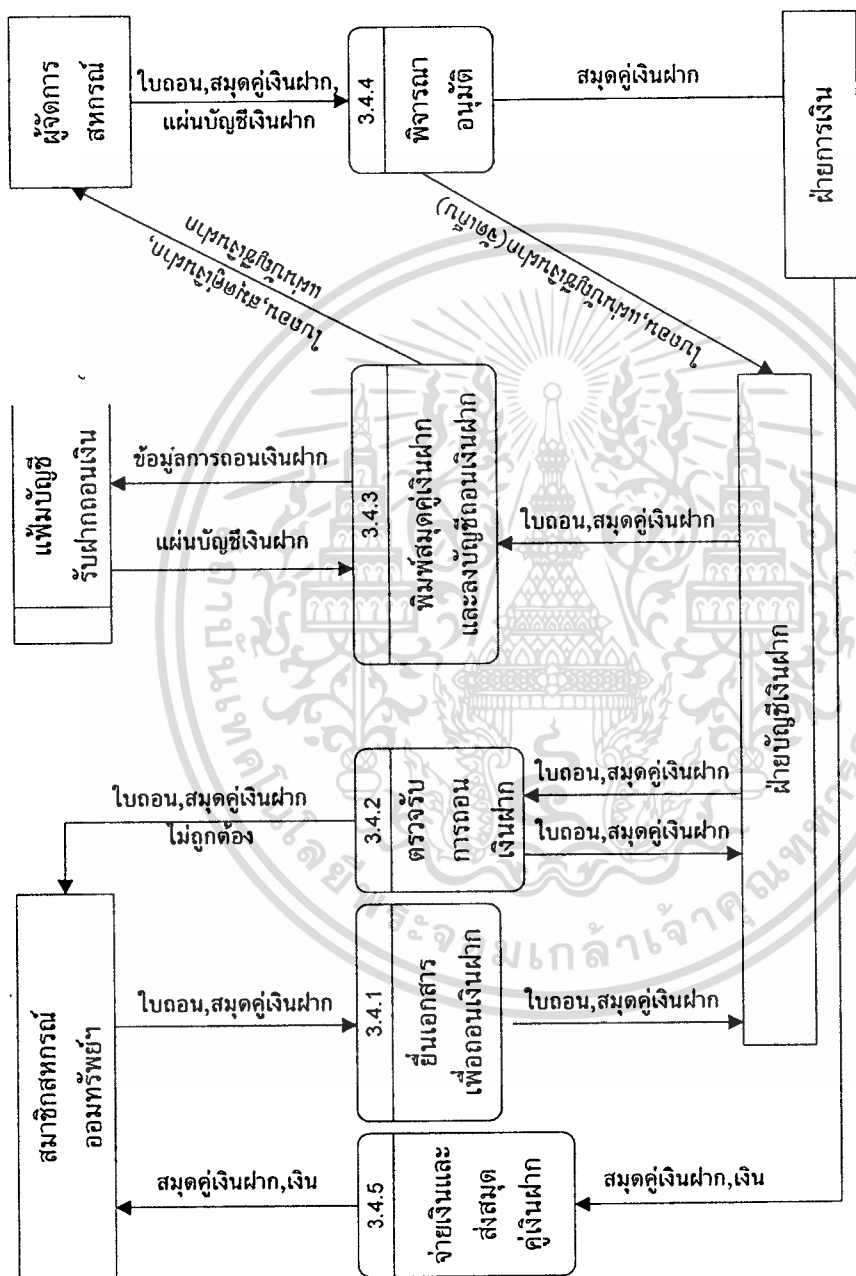 สมาชิกสหกรณ์
ออมทรัพย์ฯ
แฟ้มบัญชี
รับฝากถอนเงิน
ผู้จัดการ
สหกรณ์
สมุดคู่เงินฝาก,เงิน
ใบถอน,สมุดคู่เงินฝาก
ใบถอน,สมุดคู่เงินฝาก
ไม่ถูกต้อง
แผ่นบัญชีเงินฝาก
ข้อมูลการถอนเงินฝาก
ใบถอน,สมุดคู่เงินฝาก,
แผ่นบัญชีเงินฝาก
ใบถอน,สมุดคู่เงินฝาก,
แผ่นบัญชีเงินฝาก
3.4.5
จ่ายเงินและ
ส่งสมุด
คู่เงินฝาก
3.4.1
ยื่นเอกสาร
เพื่อถอนเงินฝาก
3.4.2
ตรวจรับ
การถอน
เงินฝาก
3.4.3
พิมพ์สมุดคู่เงินฝาก
และลงบัญชีถอนเงินฝาก
3.4.4
พิจารณา
อนุมัติ
สมุดคู่เงินฝาก,เงิน
ใบถอน,สมุดคู่เงินฝาก
ใบถอน,สมุดคู่เงินฝาก
ใบถอน,สมุดคู่เงินฝาก
ใบถอน,สมุดคู่เงินฝาก
ใบถอน,แผ่นบัญชีเงินฝาก(จัดเก็บ)
สมุดคู่เงินฝาก
ฝ่ายบัญชีเงินฝาก
ฝ่ายการเงิน